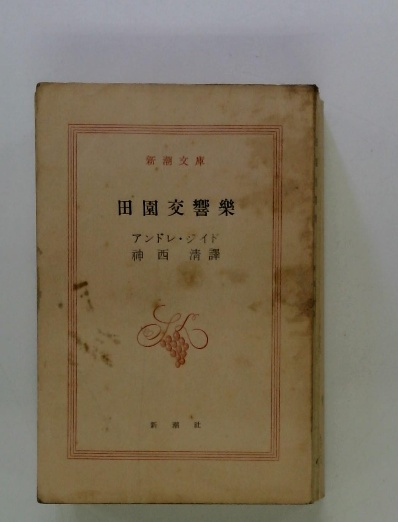 新潮文庫
田園交響樂
アンドレ・ジイド
神西 清譯
新潮社